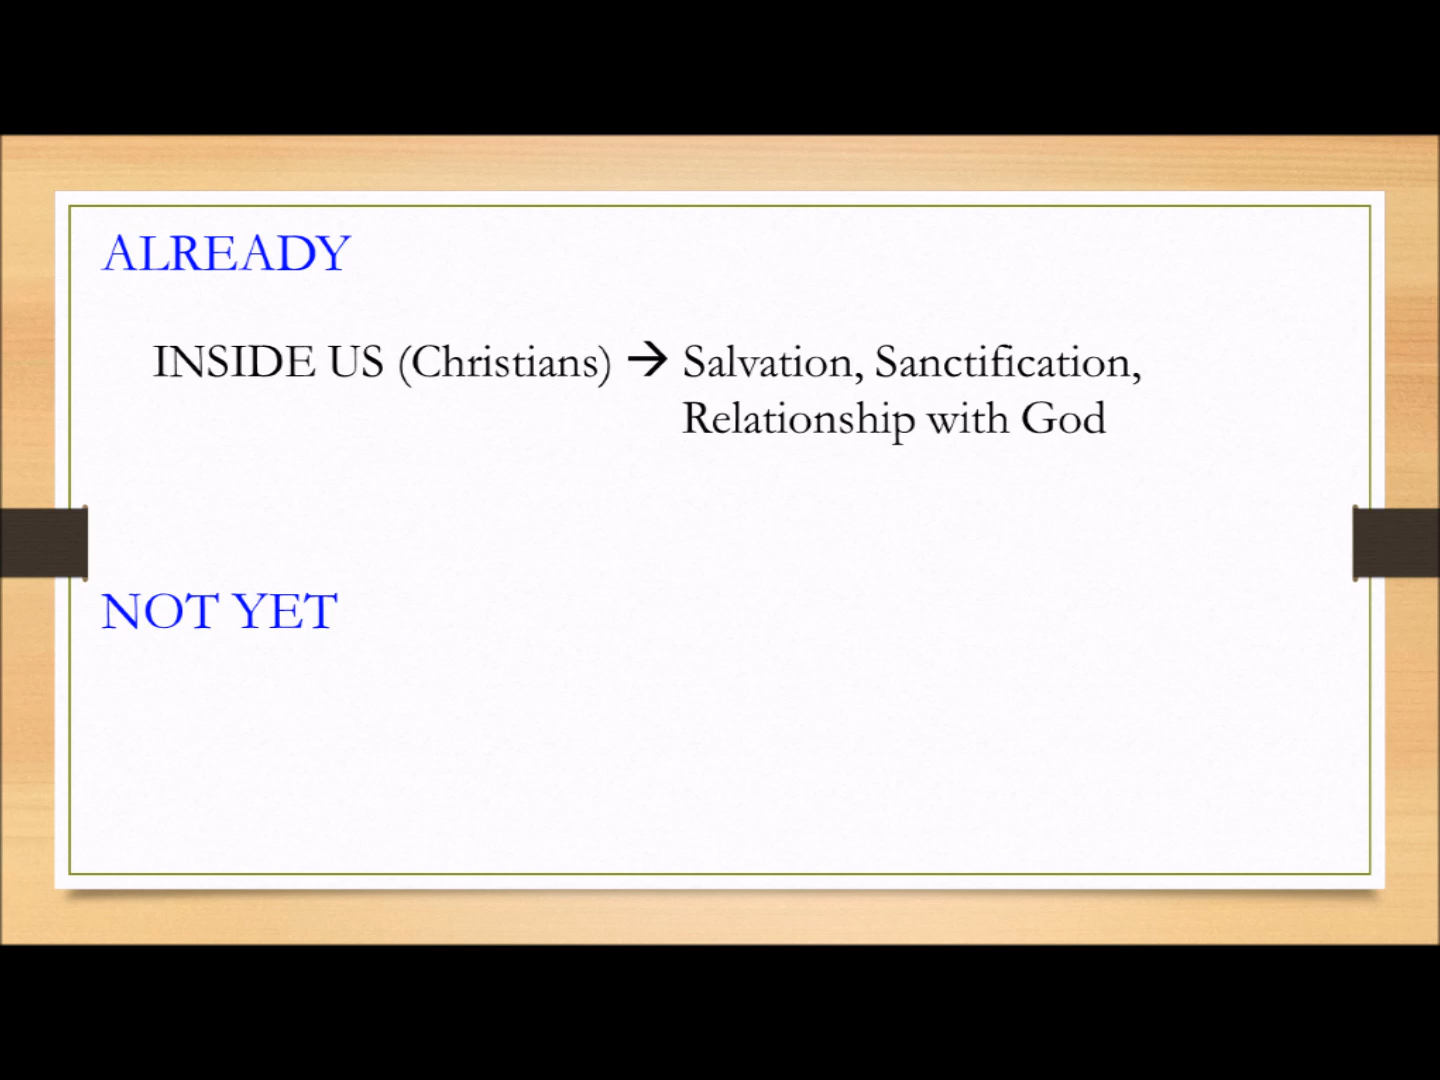 ALREADY
INSIDE US (Christians) → Salvation, Sanctification,
Relationship with God
NOT YET